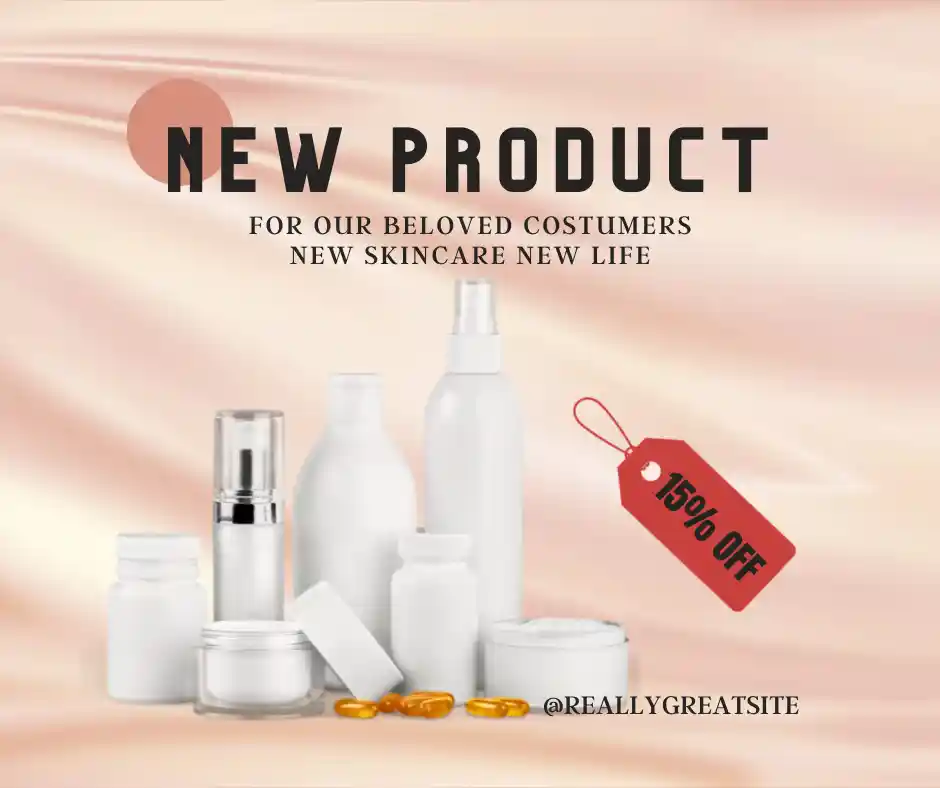 NEW PRODUCT
FOR OUR BELOVED COSTUMERS
NEW SKINCARE NEW LIFE
15% OFF
@REALLYGREATSITE